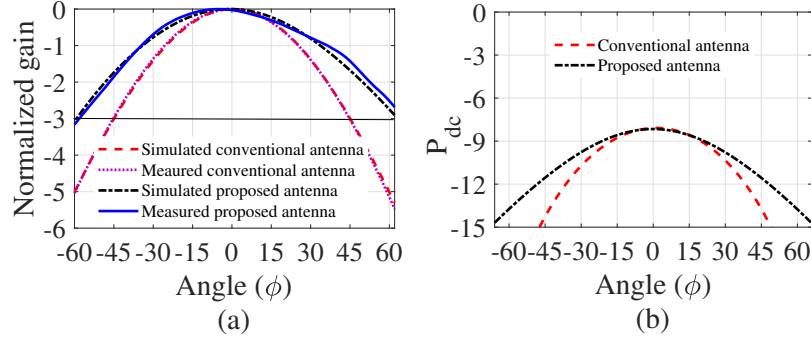 0
-1
-2
-3
-4
-5
-6
Normalized gain
Simulated conventional antenna
Meaured conventional antenna
Simulated proposed antenna
Measured proposed antenna
-60 -45 -30 -15 0 15 30 45 60
Angle (ϕ)
(a)
0
-3
-6
-9
-12
-15
P_dc
Conventional antenna
Proposed antenna
-60 -45 -30 -15 0 15 30 45 60
Angle (ϕ)
(b)